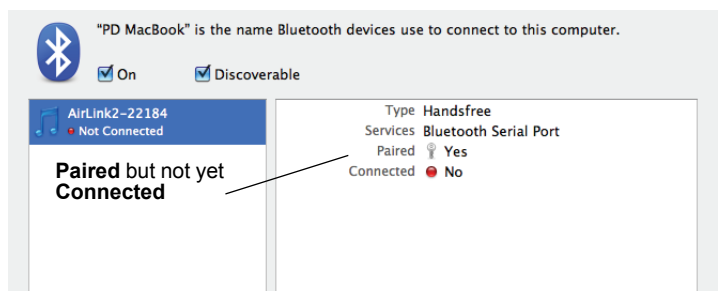 “PD MacBook” is the name Bluetooth devices use to connect to this computer.
On Discoverable
AirLink2-22184
Not Connected
Paired but not yet
Connected
Type Handsfree
Services Bluetooth Serial Port
Paired Yes
Connected No